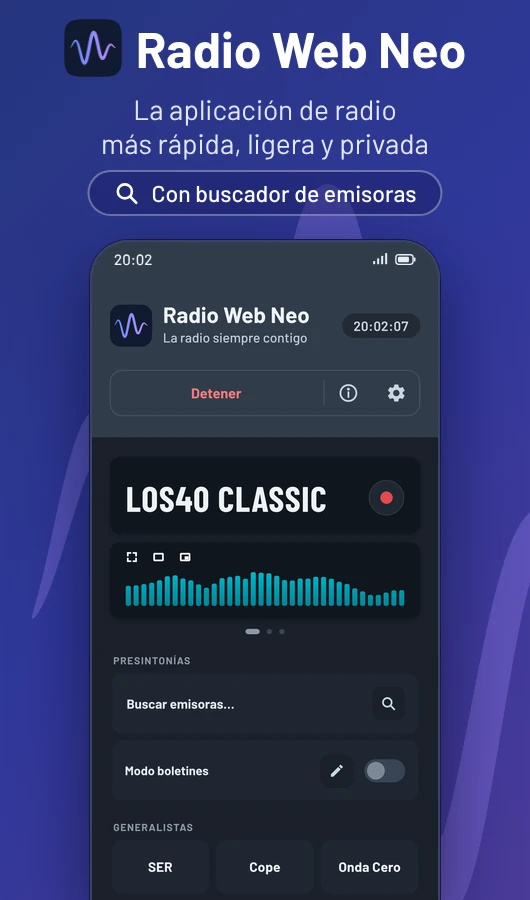 Radio Web Neo
La aplicación de radio
más rápida, ligera y privada
Con buscador de emisoras
20:02
Radio Web Neo
La radio siempre contigo
20:02:07
Detener
LOS40 CLASSIC
PRESINTONÍAS
Buscar emisoras...
Modo boletines
GENERALISTAS
SER Cope Onda Cero